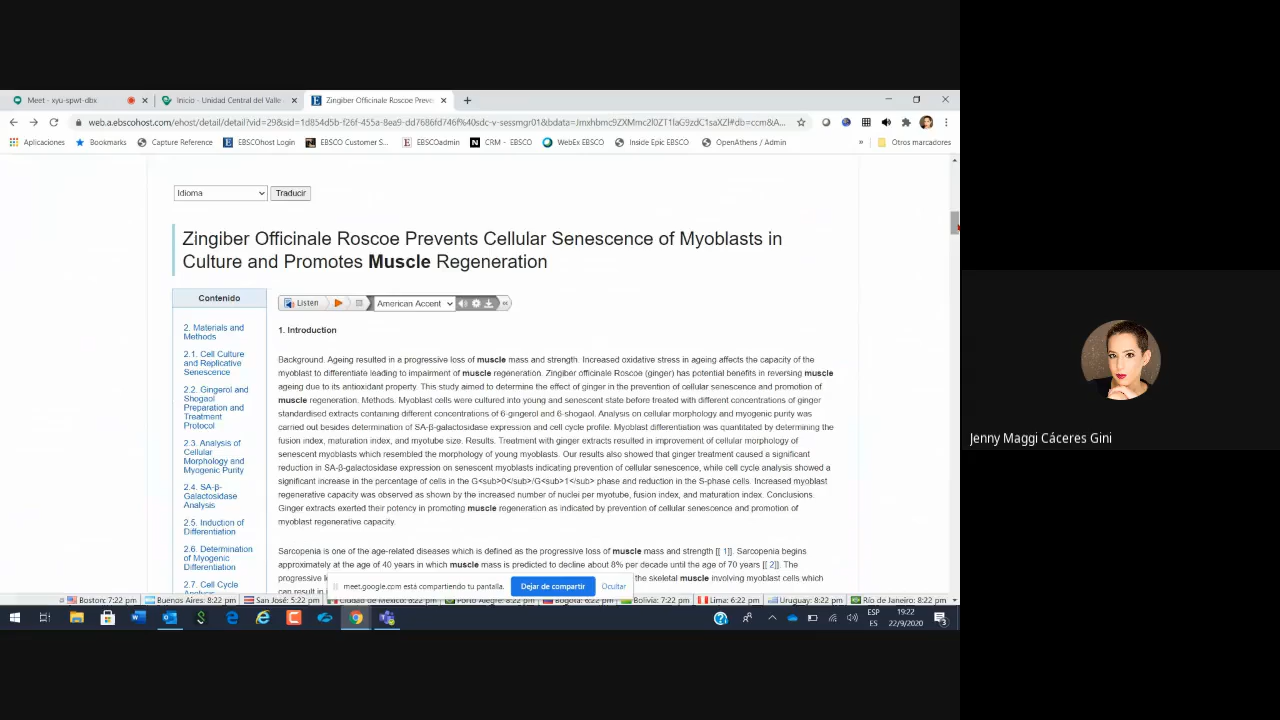 Meet - xyu-spwt-dbx
Inicio - Unidad Central del Valle
Zingiber Officinale Roscoe Preve
web.a.ebscohost.com/ehost/detail/detail?vid=29&sid=1d854d5b-f26f-455a-8ea9-dd7686fd746f%40sdc-v-sessmgr01&bdata=Jmxhbmc9ZXMmc2l0ZT1laG9zdC1saXZl#db=ccm&A...
Aplicaciones Bookmarks Capture Reference EBSCOhost Login EBSCO Customer S... EBSCOadmin CRM - EBSCO WebEx EBSCO Inside Epic EBSCO OpenAthens / Admin » Otros marcadores
Idioma Traducir
Zingiber Officinale Roscoe Prevents Cellular Senescence of Myoblasts in
Culture and Promotes Muscle Regeneration
Contenido
2. Materials and
Methods
2.1. Cell Culture
and Replicative
Senescence
2.2. Gingerol and
Shogaol
Preparation and
Treatment
Protocol
2.3. Analysis of
Cellular
Morphology and
Myogenic Purity
2.4. SA-β-
Galactosidase
Analysis
2.5. Induction of
Differentiation
2.6. Determination
of Myogenic
Differentiation
2.7. Cell Cycle
Analysis
Listen American Accent
1. Introduction
Background. Ageing resulted in a progressive loss of muscle mass and strength. Increased oxidative stress in ageing affects the capacity of the
myoblast to differentiate leading to impairment of muscle regeneration. Zingiber officinale Roscoe (ginger) has potential benefits in reversing muscle
ageing due to its antioxidant property. This study aimed to determine the effect of ginger in the prevention of cellular senescence and promotion of
muscle regeneration. Methods. Myoblast cells were cultured into young and senescent state before treated with different concentrations of ginger
standardised extracts containing different concentrations of 6-gingerol and 6-shogaol. Analysis on cellular morphology and myogenic purity was
carried out besides determination of SA-β-galactosidase expression and cell cycle profile. Myoblast differentiation was quantitated by determining the
fusion index, maturation index, and myotube size. Results. Treatment with ginger extracts resulted in improvement of cellular morphology of
senescent myoblasts which resembled the morphology of young myoblasts. Our results also showed that ginger treatment caused a significant
reduction in SA-β-galactosidase expression on senescent myoblasts indicating prevention of cellular senescence, while cell cycle analysis showed a
significant increase in the percentage of cells in the G<sub>0</sub>/G<sub>1</sub> phase and reduction in the S-phase cells. Increased myoblast
regenerative capacity was observed as shown by the increased number of nuclei per myotube, fusion index, and maturation index. Conclusions.
Ginger extracts exerted their potency in promoting muscle regeneration as indicated by prevention of cellular senescence and promotion of
myoblast regenerative capacity.
Sarcopenia is one of the age-related diseases which is defined as the progressive loss of muscle mass and strength [[ 1]]. Sarcopenia begins
approximately at the age of 40 years in which muscle mass is predicted to decline about 8% per decade until the age of 70 years [[ 2]]. The
progressive the skeletal muscle involving myoblast cells which
can result in
meet.google.com está compartiendo tu pantalla. Dejar de compartir Ocultar
Boston: 7:22 pm Buenos Aires: 8:22 pm San José: 5:22 pm Ciudad de México: 6:22 pm Porto Alegre: 8:22 pm Bogotá: 6:22 pm Bolivia: 7:22 pm Lima: 6:22 pm Uruguay: 8:22 pm Río de Janeiro: 8:22 pm
ESP
ES
19:22
22/9/2020
Jenny Maggi Cáceres Gini